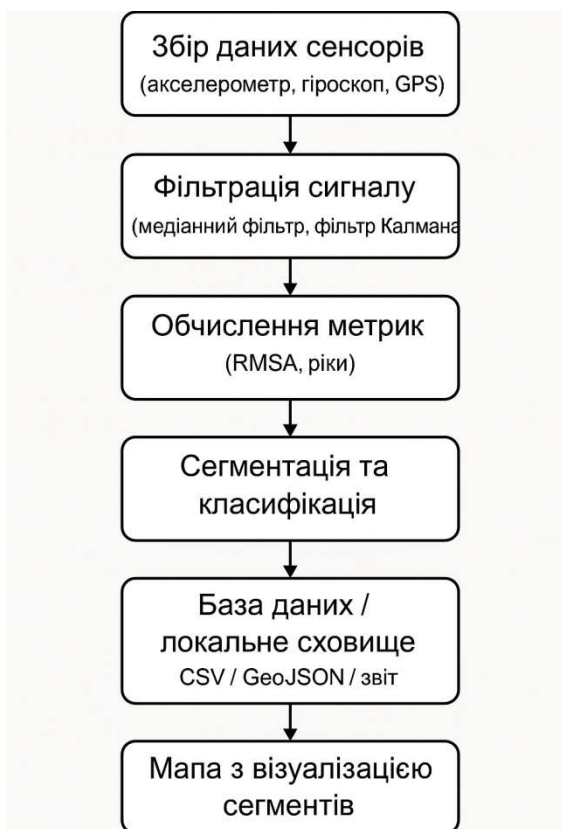 Збір даних сенсорів
(акселерометр, гіроскоп, GPS)
Фільтрація сигналу
(медіанний фільтр, фільтр Калмана
Обчислення метрик
(RMSA, ріки)
Сегментація та
класифікація
База даних /
локальне сховище
CSV / GeoJSON / звіт
Мапа з візуалізацією
сегментів